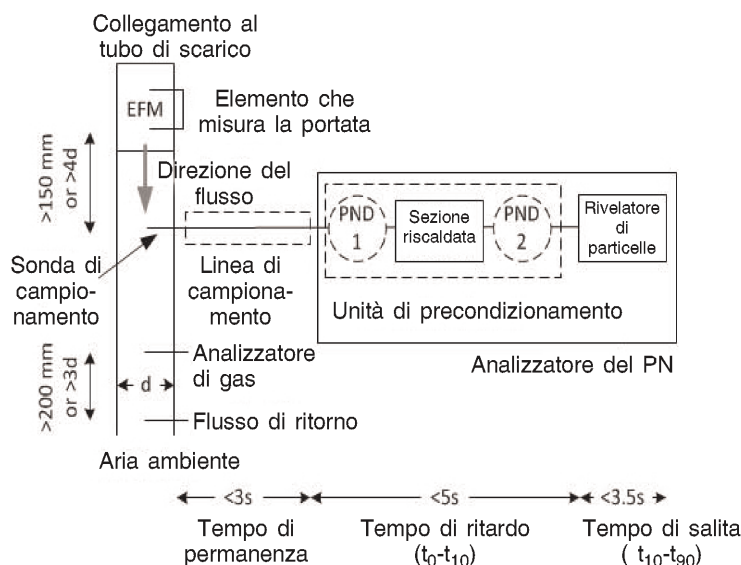 Collegamento al
tubo di scarico
EFM
Elemento che
misura la portata
>150 mm
or >4d
Direzione del
flusso
PND
1
Sezione
riscaldata
PND
2
Rivelatore
di
particelle
Sonda di
campio-
namento
Linea di
campiona-
mento
Unità di precondizionamento
Analizzatore del PN
>200 mm
or >3d
d
Analizzatore
di gas
Flusso di ritorno
Aria ambiente
<3s
<5s
<3.5s
Tempo di
permanenza
Tempo di ritardo
(t0-t10)
Tempo di salita
( t10-t90)